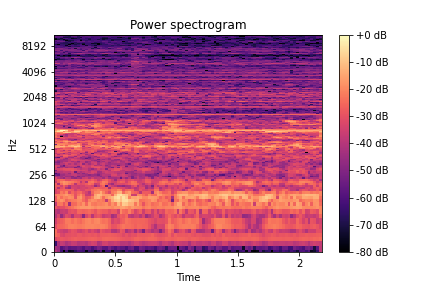 Power spectrogram
Hz
8192
4096
2048
1024
512
256
128
64
0
0
0.5
1
1.5
2
Time
+0 dB
-10 dB
-20 dB
-30 dB
-40 dB
-50 dB
-60 dB
-70 dB
-80 dB